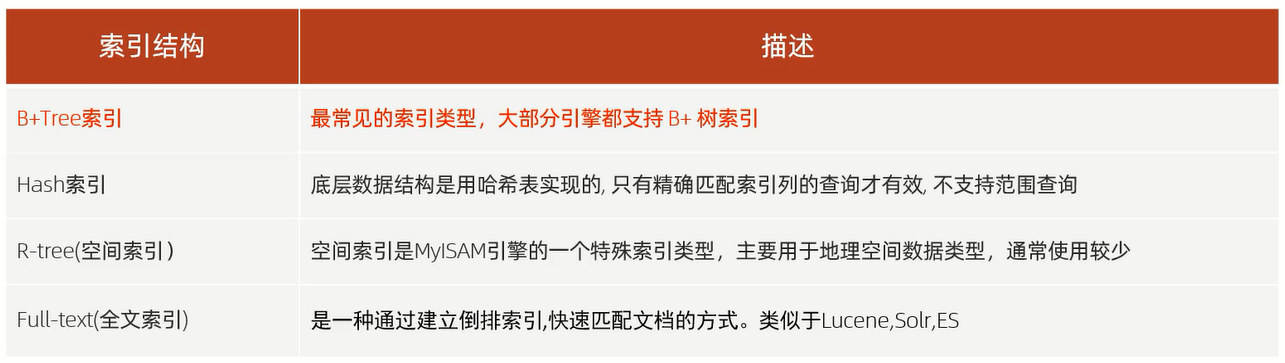 索引结构 描述
B+Tree索引 最常见的索引类型，大部分引擎都支持 B+ 树索引
Hash索引 底层数据结构是用哈希表实现的, 只有精确匹配索引列的查询才有效, 不支持范围查询
R-tree(空间索引） 空间索引是MyISAM引擎的一个特殊索引类型，主要用于地理空间数据类型，通常使用较少
Full-text(全文索引) 是一种通过建立倒排索引,快速匹配文档的方式。类似于Lucene,Solr,ES